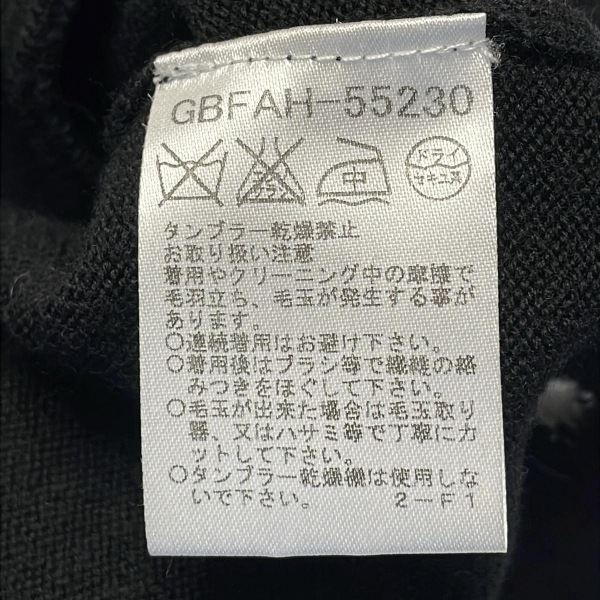 GBFAH-55230
エンソサラシ
中
ドライ
セキユ系
タンブラー乾燥禁止
お取り扱い注意
着用やクリーニング中の摩擦で
毛羽立ち、毛玉が発生する事が
あります。
○連続着用はお避け下さい。
○着用後はブラシ等で繊維の絡
みつきをほぐして下さい。
○毛玉が出来た場合は毛玉取り
器、又はハサミ等で丁寧にカ
ットして下さい。
○タンブラー乾燥機は使用しな
いで下さい。 2-F1